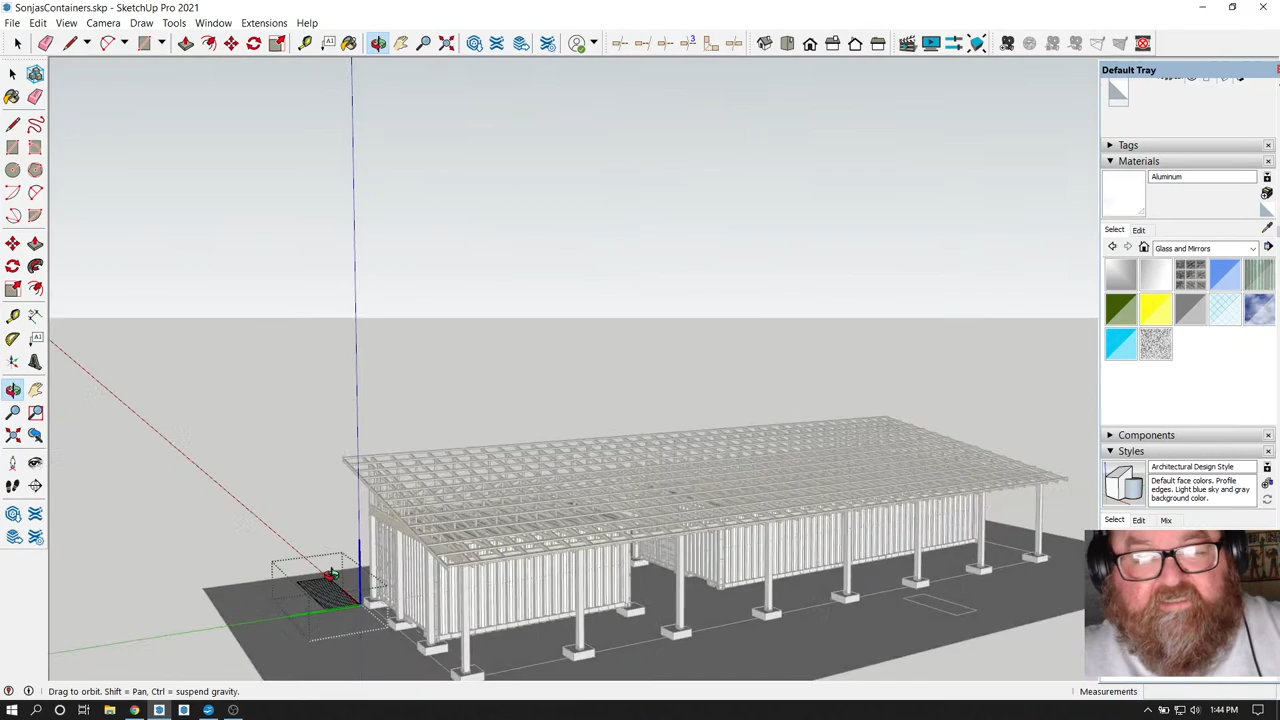 SonjasContainers.skp - SketchUp Pro 2021
File Edit View Camera Draw Tools Window Extensions Help
3
A1
Default Tray
Tags
Materials
Aluminum
Select Edit
Glass and Mirrors
Components
Styles
Architectural Design Style
Default face colors. Profile
edges. Light blue sky and gray
background color.
Select Edit Mix
Drag to orbit. Shift = Pan, Ctrl = suspend gravity.
Measurements
1:44 PM